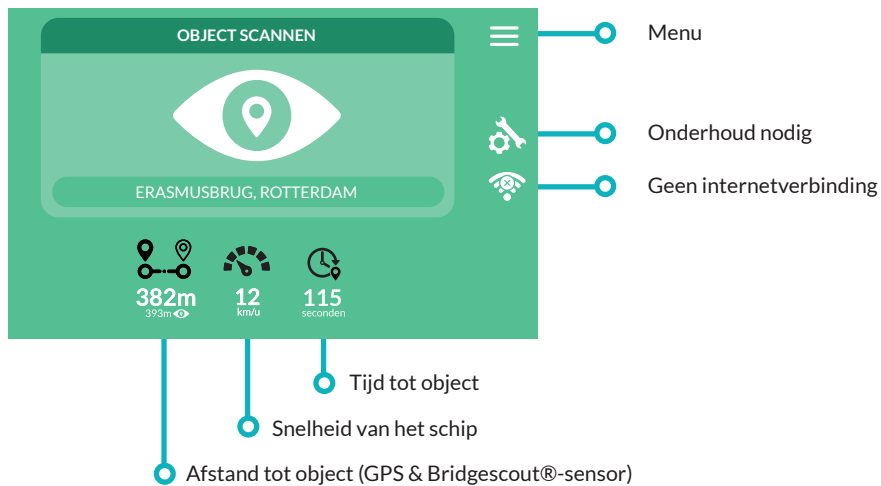 OBJECT SCANNEN
Menu
Onderhoud nodig
Geen internetverbinding
ERASMUSBRUG, ROTTERDAM
382m
393m
12
km/u
115
seconden
Tijd tot object
Snelheid van het schip
Afstand tot object (GPS & Bridgescout®-sensor)